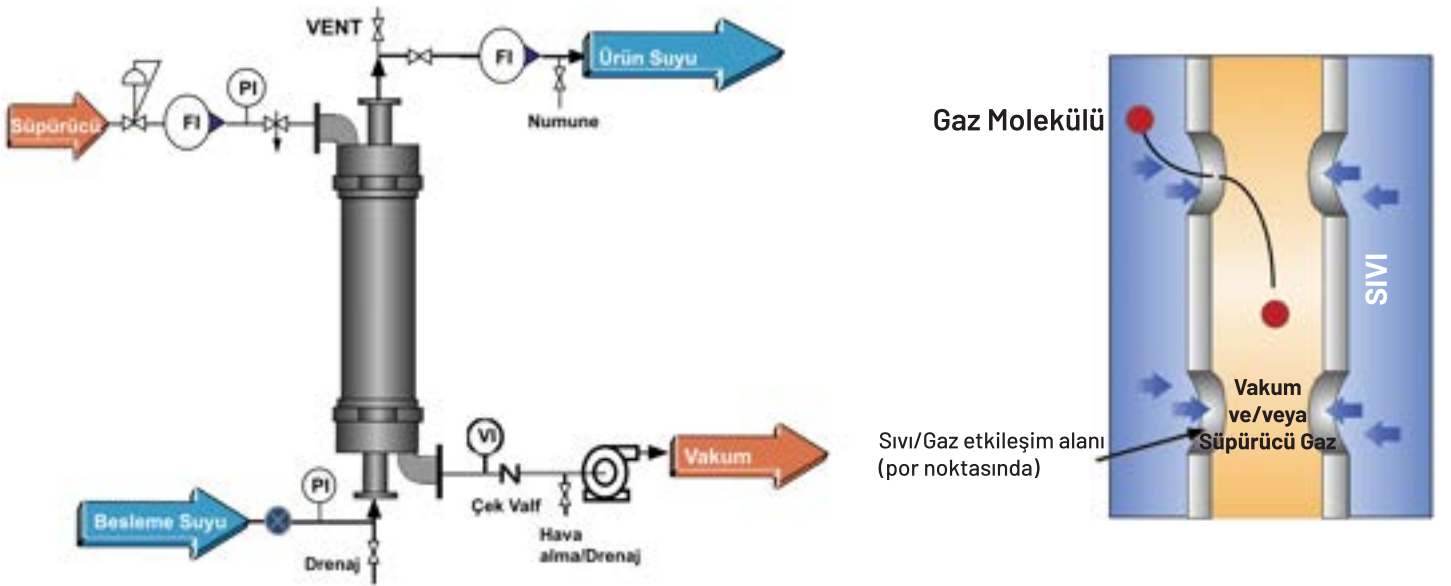 VENT
FI
Ürün Suyu
PI
Süpürücü
FI
Numune
Gaz Molekülü
SIVI
Vakum
ve/veya
Süpürücü Gaz
Sıvı/Gaz etkileşim alanı
(por noktasında)
VI
Vakum
Çek Valf
PI
Besleme Suyu
Hava
alma/Drenaj
Drenaj